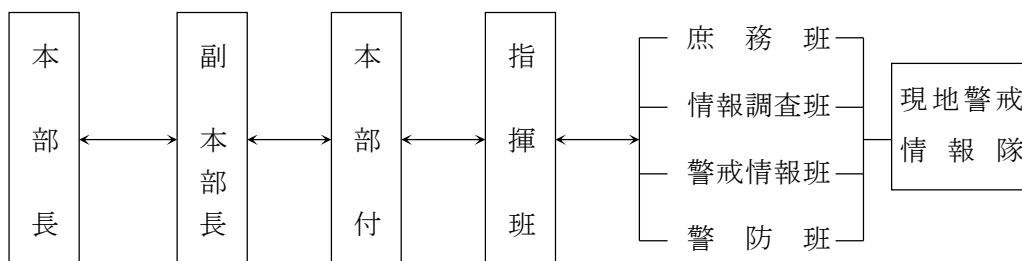 本部長
副本部長
本部付
指揮班
庶務班
情報調査班
警戒情報班
警防班
現地警戒
情報隊